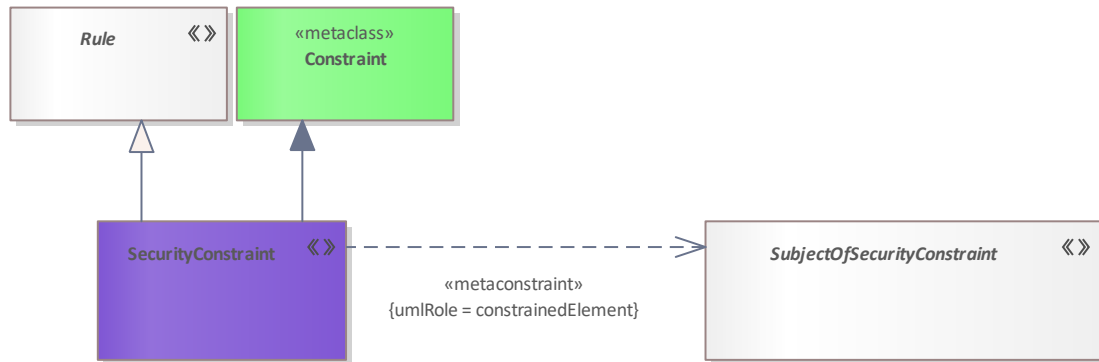 Rule
«»
«metaclass»
Constraint
SecurityConstraint
«»
SubjectOfSecurityConstraint
«»
«metaconstraint»
{umlRole = constrainedElement}